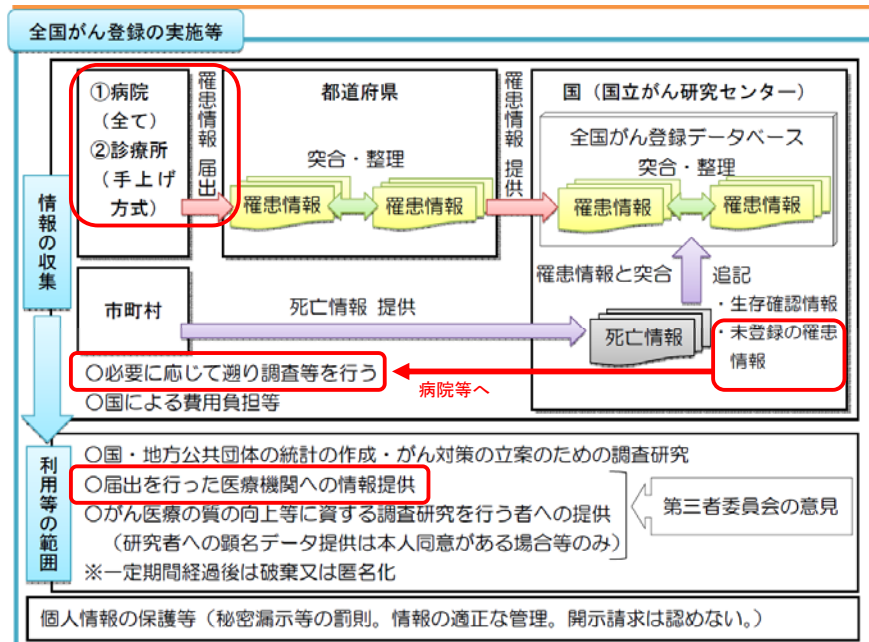 全国がん登録の実施等
情報の収集
①病院
(全て)
②診療所
(手上げ
方式)
罹患情報 届出
都道府県
突合・整理
罹患情報
罹患情報
罹患情報 提供
国(国立がん研究センター)
全国がん登録データベース
突合・整理
罹患情報
罹患情報
罹患情報と突合
追記
・生存確認情報
・未登録の罹患
情報
市町村
死亡情報 提供
死亡情報
病院等へ
○必要に応じて遡り調査等を行う
○国による費用負担等
利用等の範囲
○国・地方公共団体の統計の作成・がん対策の立案のための調査研究
○届出を行った医療機関への情報提供
○がん医療の質の向上等に資する調査研究を行う者への提供
(研究者への顕名データ提供は本人同意がある場合等のみ)
※一定期間経過後は破棄又は匿名化
第三者委員会の意見
個人情報の保護等(秘密漏示等の罰則。情報の適正な管理。開示請求は認めない。)